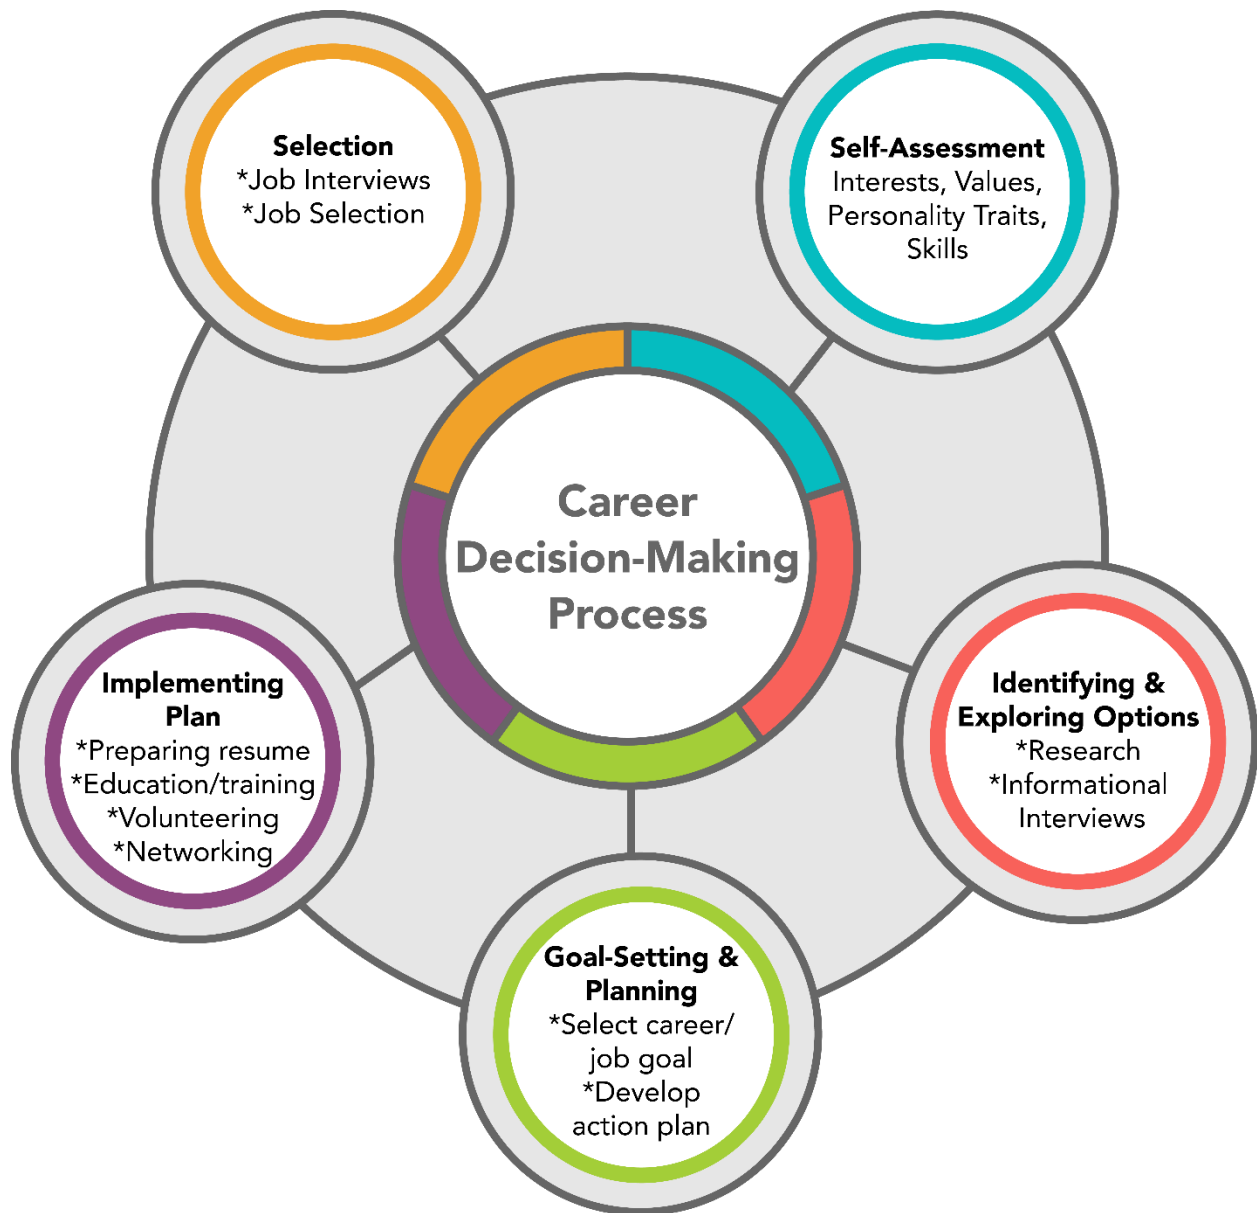 Selection
*Job Interviews
*Job Selection
Self-Assessment
Interests, Values,
Personality Traits,
Skills
Career
Decision-Making
Process
Implementing
Plan
*Preparing resume
*Education/training
*Volunteering
*Networking
Identifying &
Exploring Options
*Research
*Informational
Interviews
Goal-Setting &
Planning
*Select career/
job goal
*Develop
action plan